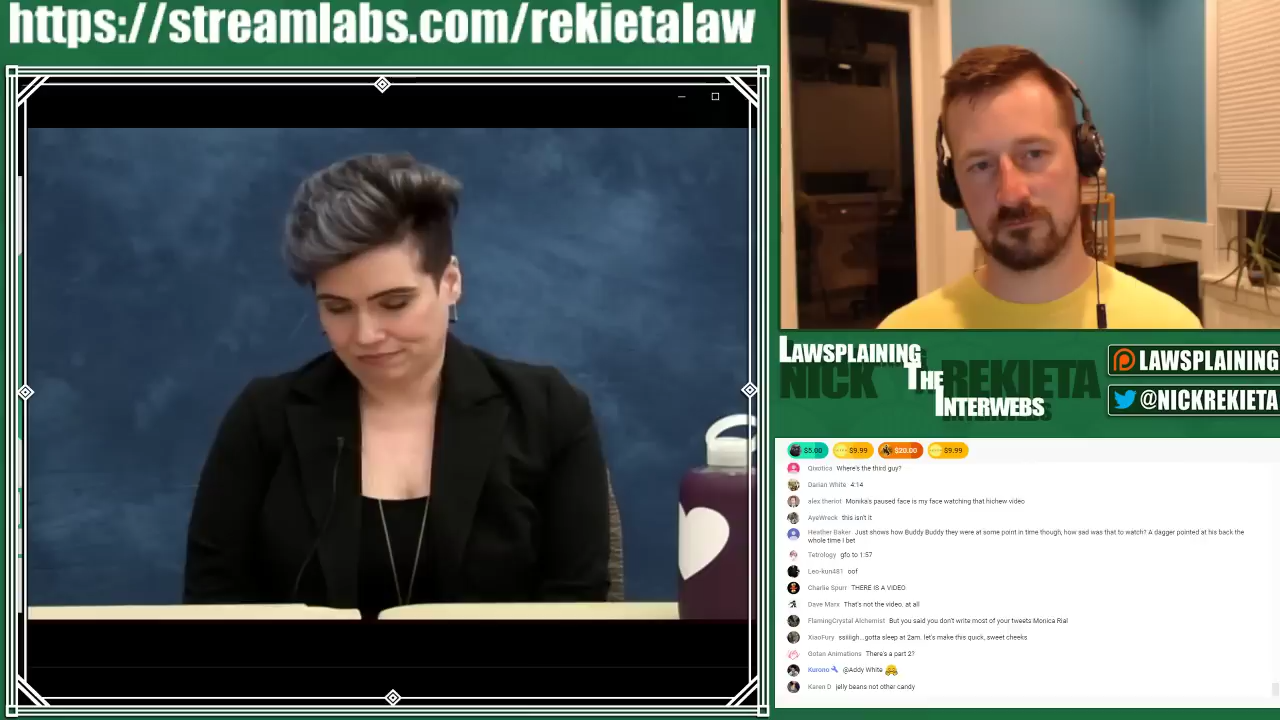 https://streamlabs.com/rekietalaw
LAWSPLAINING
THE
INTERWEBS
NICK REKIETA
LAWSPLAINING
@NICKREKIETA
$5.00 $9.99 $20.00 $9.99
Qixotica Where's the third guy?
Darian White 4:14
alex theriot Monika's paused face is my face watching that hichew video
AyeWreck this isn't it
Heather Baker Just shows how Buddy Buddy they were at some point in time though, how sad was that to watch? A dagger pointed at his back the
whole time I bet
Tetrology gfo to 1:57
Leo-kun481 oof
Charlie Spurr THERE IS A VIDEO.
Dave Marx That's not the video. at all
FlamingCrystal Alchemist But you said you don't write most of your tweets Monica Rial
XiaoFury ssiiigh...gotta sleep at 2am. let's make this quick, sweet cheeks
Gotan Animations There's a part 2?
Kurono @Addy White
Karen D jelly beans not other candy